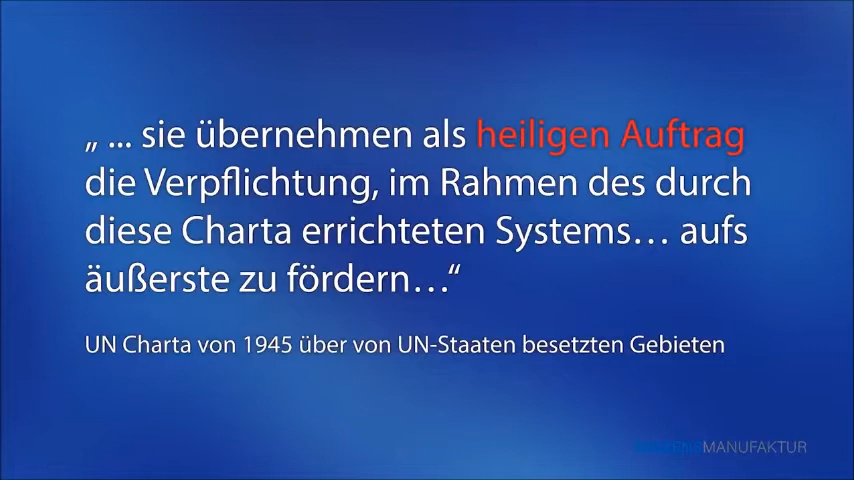 „ ... sie übernehmen als heiligen Auftrag
die Verpflichtung, im Rahmen des durch
diese Charta errichteten Systems… aufs
äußerste zu fördern…“
UN Charta von 1945 über von UN-Staaten besetzten Gebieten
MANUFAKTUR